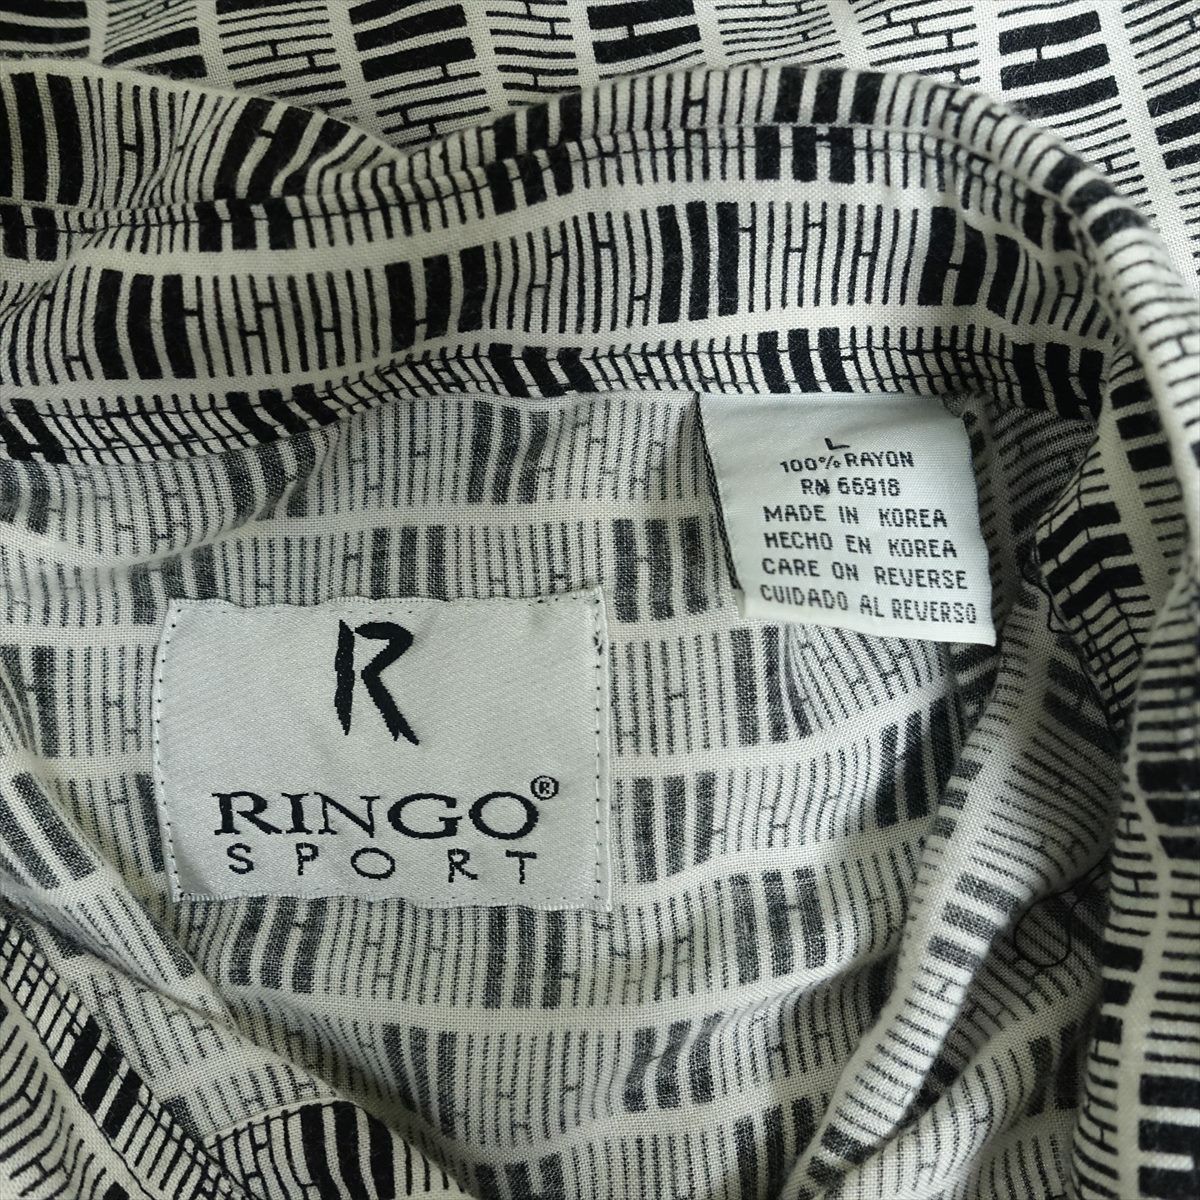 L
100% RAYON
RN 66918
MADE IN KOREA
HECHO EN KOREA
CARE ON REVERSE
CUIDADO AL REVERSO
R
RINGO®
SPORT